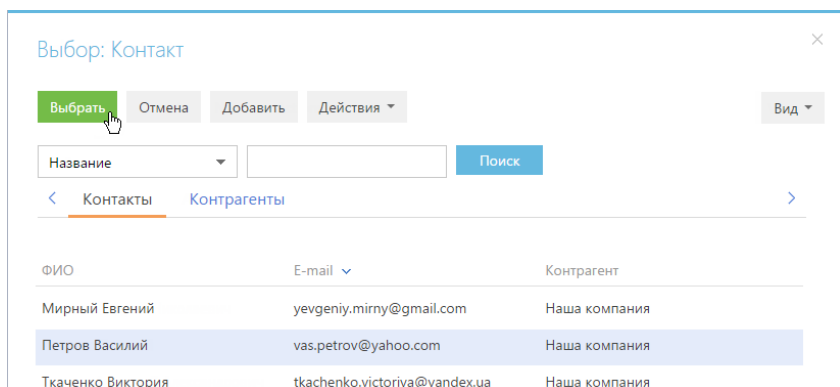 Выбор: Контакт
Выбрать Отмена Добавить Действия Вид
Название Поиск
Контакты Контрагенты
ФИО E-mail Контрагент
Мирный Евгений yevgeniy.mirny@gmail.com Наша компания
Петров Василий vas.petrov@yahoo.com Наша компания
Ткаченко Виктория tkachenko.victoriya@yandex.ua Наша компания